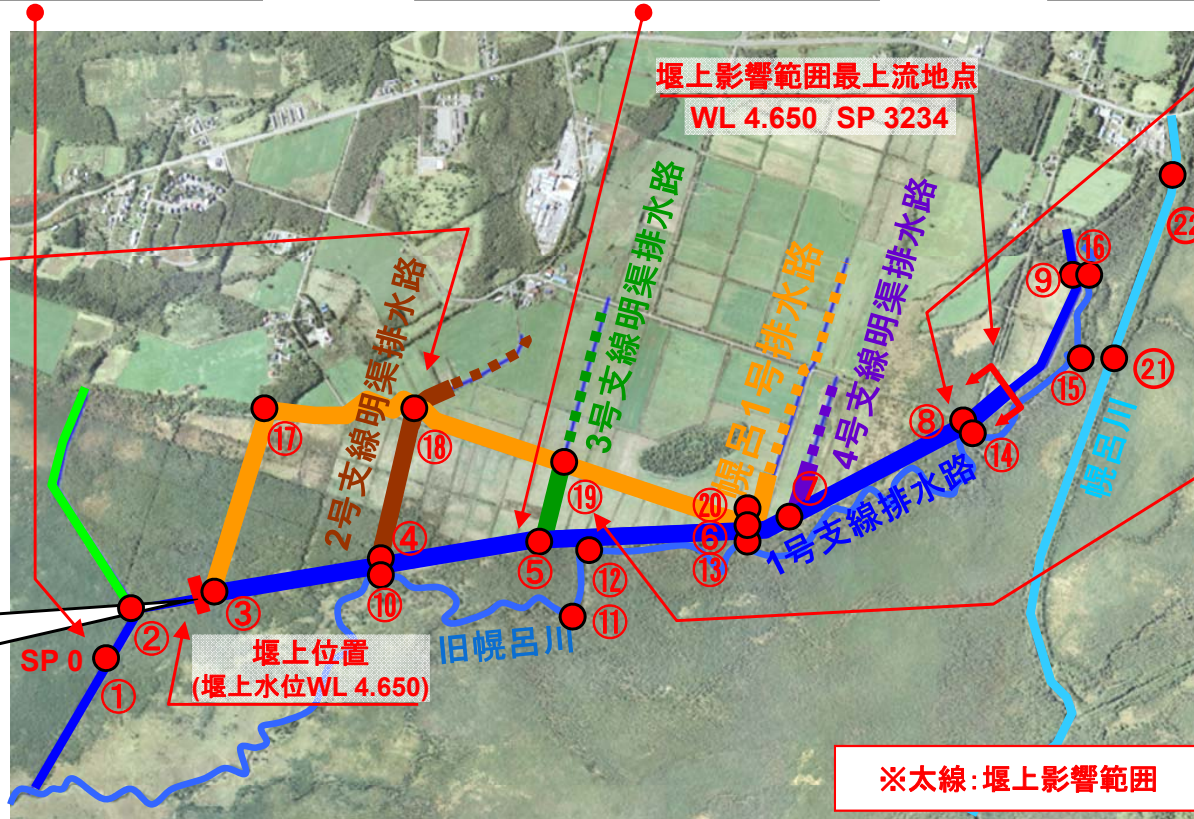 堰上影響範囲最上流地点
WL 4.650 SP 3234
3号支線明渠排水路
4号支線明渠排水路
幌呂1号排水路
2号支線明渠排水路
㉒
⑯
⑨
⑮
㉑
⑧
⑭
幌呂川
⑰
⑱
⑲
⑳
⑦
⑥
⑬
1号支線排水路
④
⑤
⑫
⑩
⑪
③
②
旧幌呂川
堰上位置
(堰上水位WL 4.650)
SP 0
①
※太線:堰上影響範囲